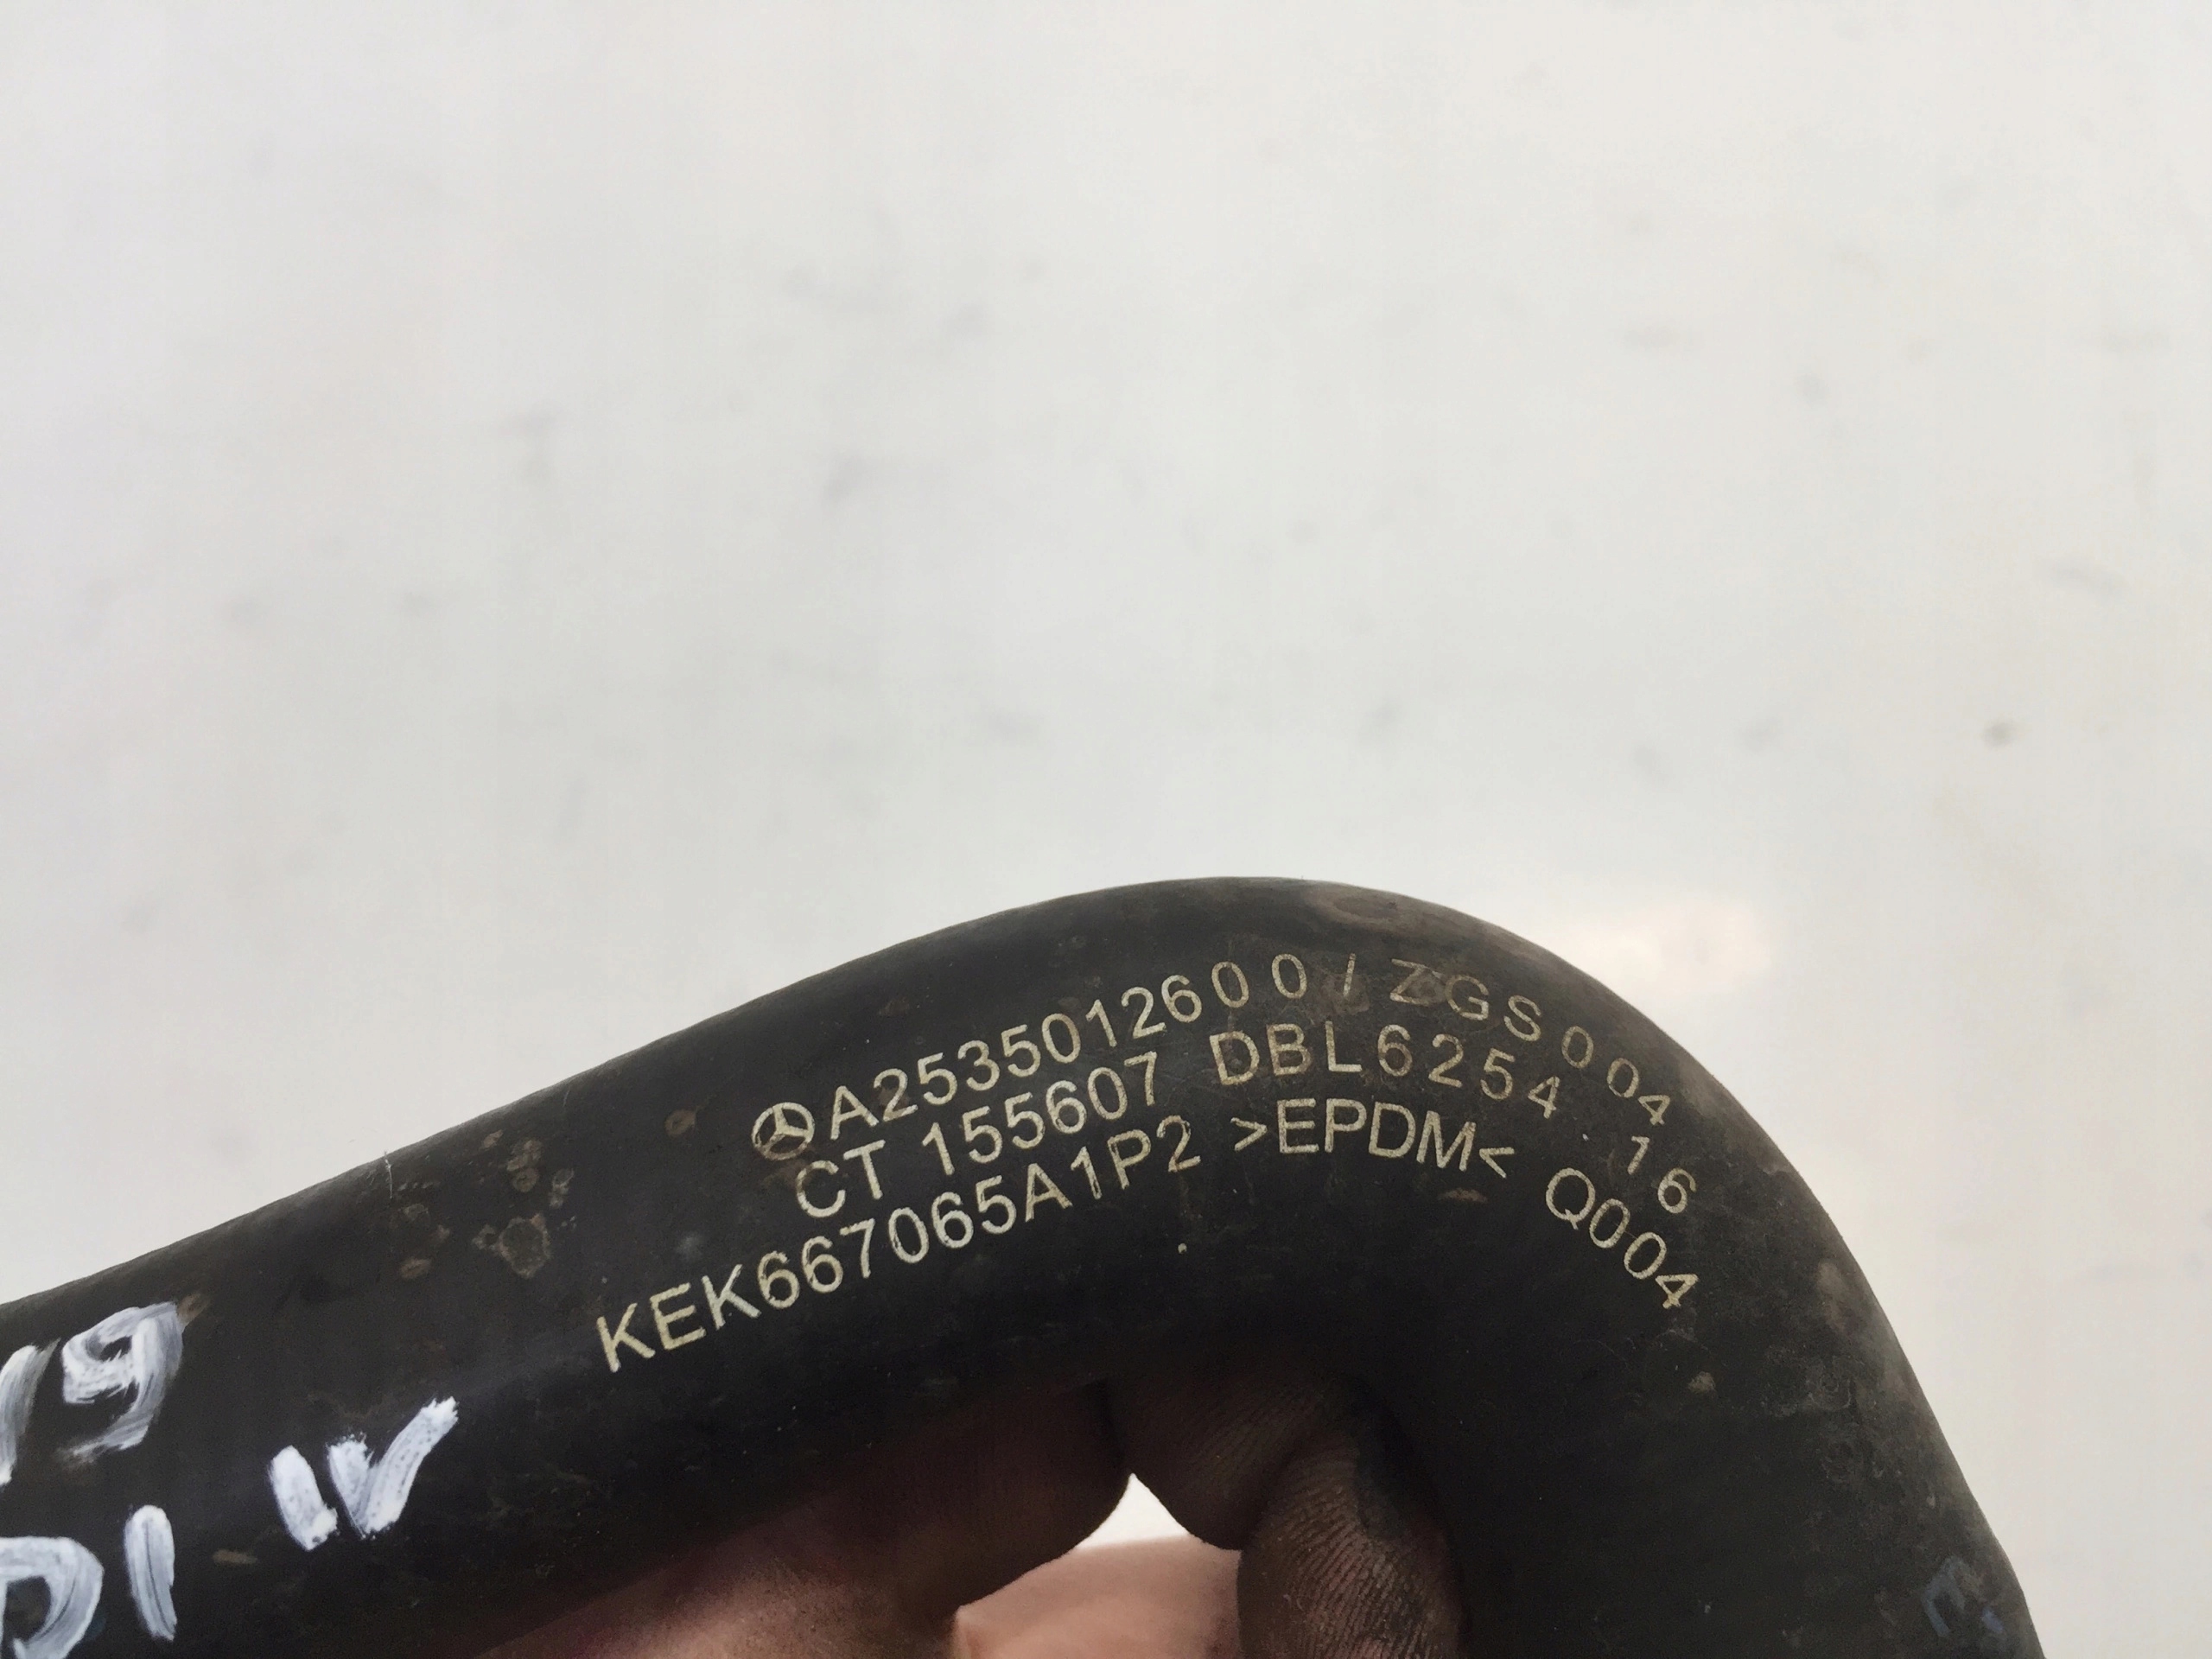 A2535012600/ZGS004
CT 155607 DBL6254.16
KEK667065A1P2 >EPDM< Q004